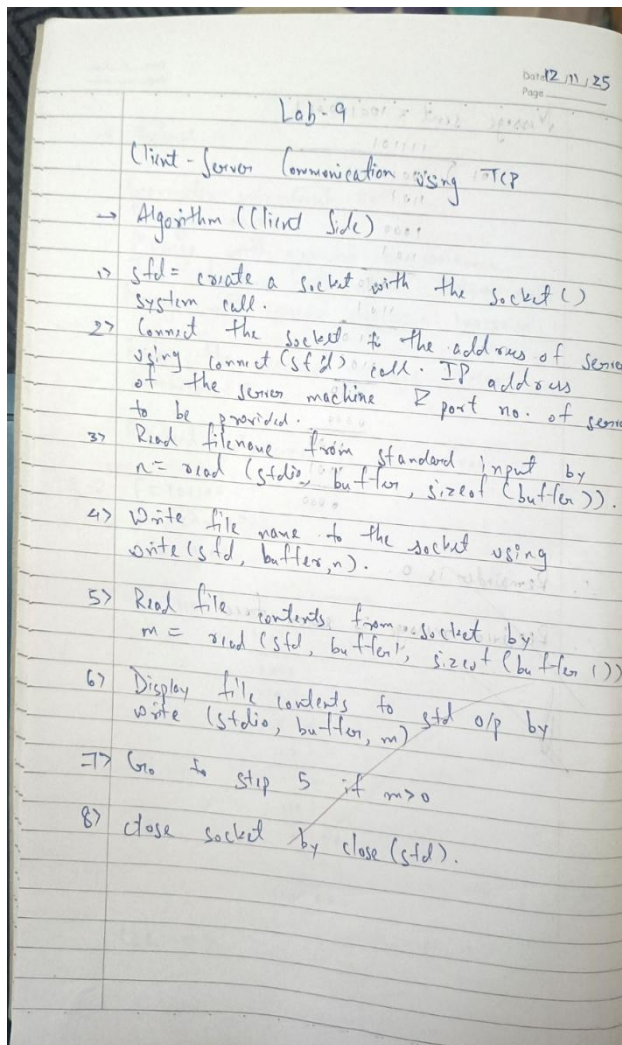 Date 12/11/25
Page
Lab-9
Client-Server Communication using TCP
→ Algorithm (Client Side)
1> sfd = create a socket with the socket ()
system call.
2> Connect the socket to the address of
using connect (sfd) call. IP address
of the server machine & port no. of
to be provided.
3> Read filename from standard input by
n = read (stdio, buffer, sizeof (buffer)).
4> Write file name to the socket using
write (sfd, buffer, n).
5> Read file contents from socket by
m = read (sfd, buffer1, sizeof (buffer 1))
6> Display file contents to std o/p by
write (stdio, buffer, m)
7> Go to step 5 if m>0
8> close socket by close (sfd).